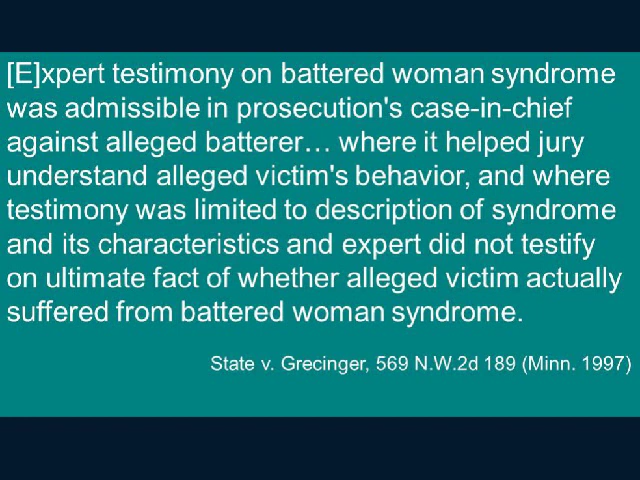 [E]xpert testimony on battered woman syndrome
was admissible in prosecution's case-in-chief
against alleged batterer… where it helped jury
understand alleged victim's behavior, and where
testimony was limited to description of syndrome
and its characteristics and expert did not testify
on ultimate fact of whether alleged victim actually
suffered from battered woman syndrome.
State v. Grecinger, 569 N.W.2d 189 (Minn. 1997)